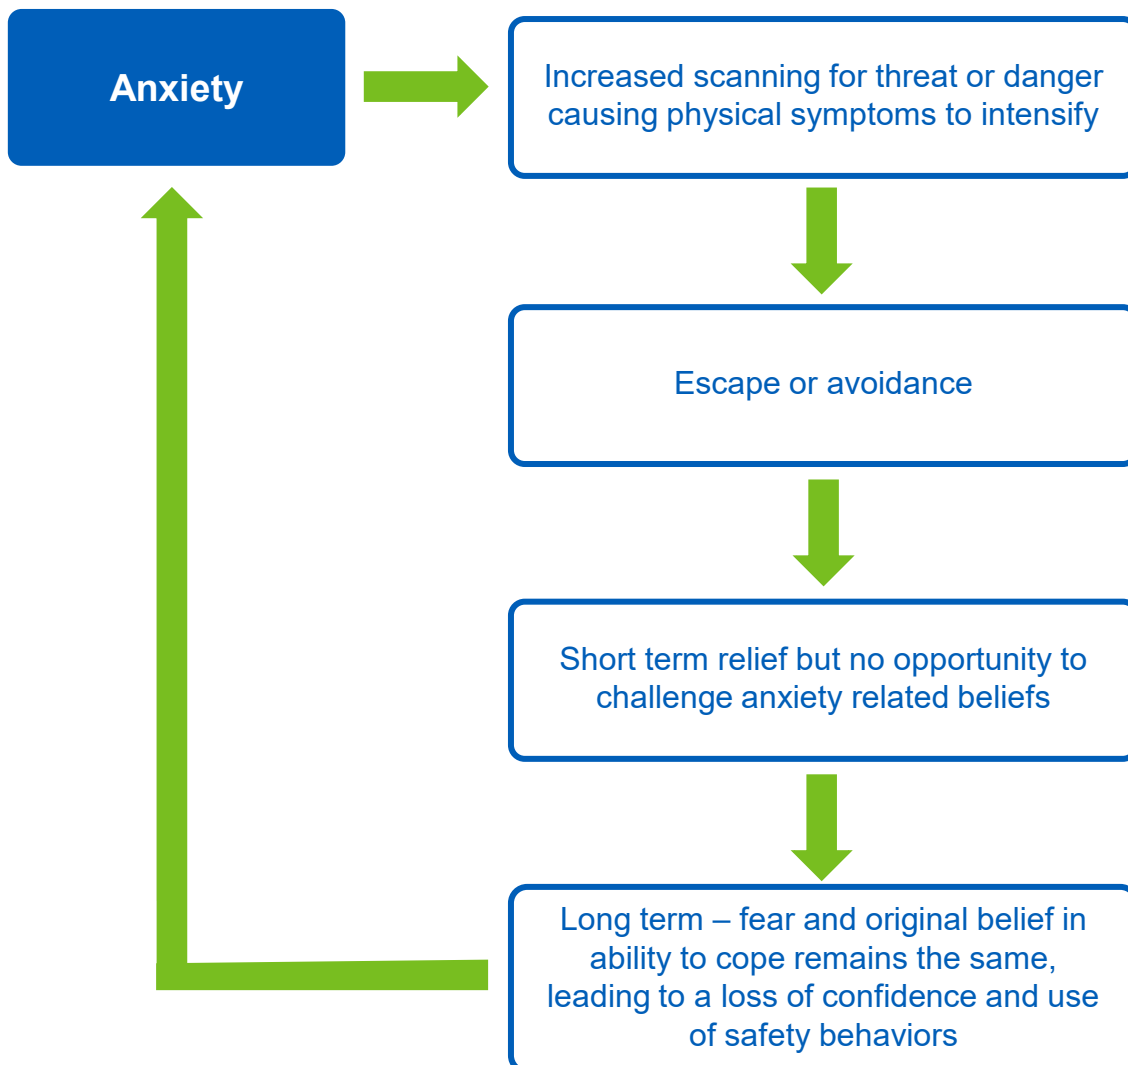 Anxiety
Increased scanning for threat or danger
causing physical symptoms to intensify
Escape or avoidance
Short term relief but no opportunity to
challenge anxiety related beliefs
Long term – fear and original belief in
ability to cope remains the same,
leading to a loss of confidence and use
of safety behaviors